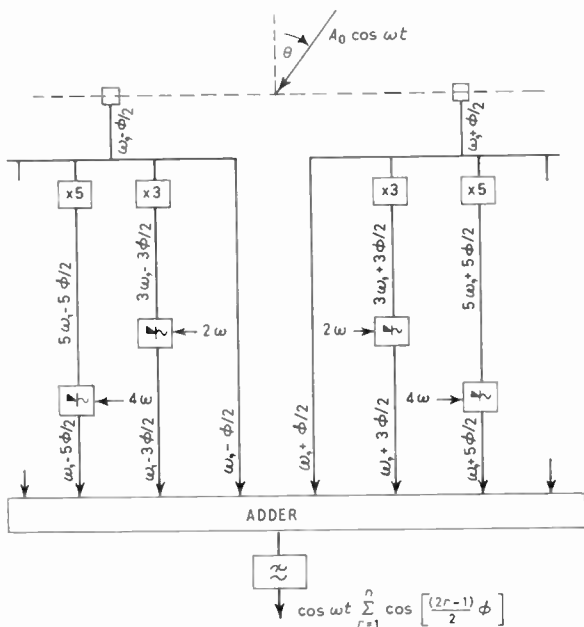 θ
A₀ cos ωt
ω,-ϕ/2
ω,+ϕ/2
x5
x3
x3
x5
5ω,-5ϕ/2
3ω,-3ϕ/2
3ω,+3ϕ/2
5ω,+5ϕ/2
2ω
2ω
4ω
4ω
ω,-5ϕ/2
ω,-3ϕ/2
ω,-ϕ/2
ω,+ϕ/2
ω,+3ϕ/2
ω,+5ϕ/2
ADDER
cos ωt n∑r=1 cos [(2r-1)/2 ϕ]